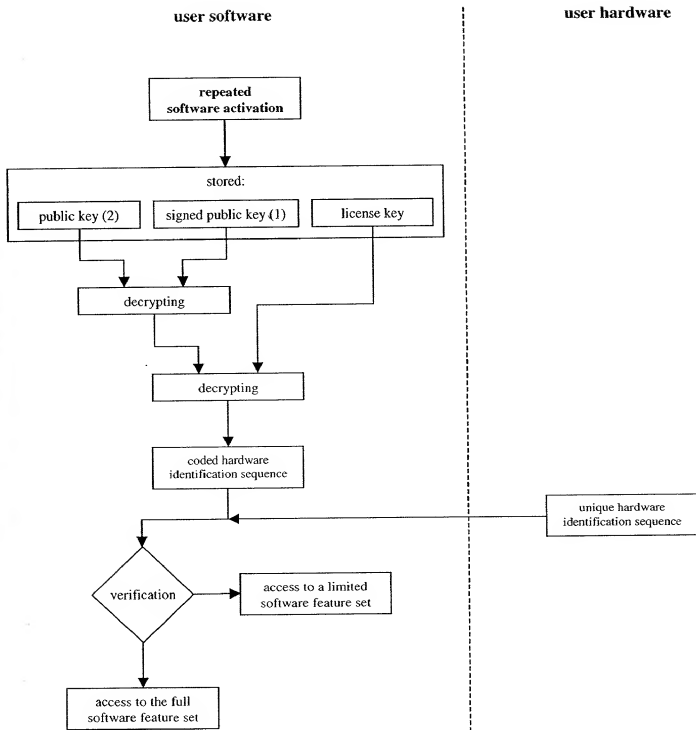 user software
user hardware
repeated
software activation
stored:
public key (2)
signed public key (1)
license key
decrypting
decrypting
coded hardware
identification sequence
unique hardware
identification sequence
verification
access to a limited
software feature set
access to the full
software feature set